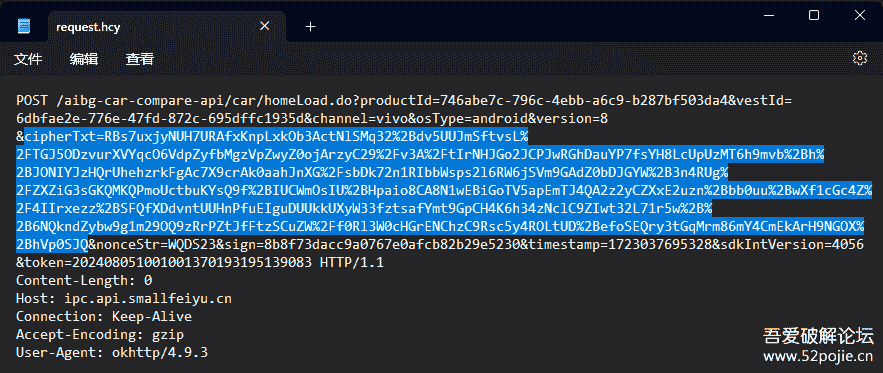 request.hcy
文件 编辑 查看
POST /aibg-car-compare-api/car/homeLoad.do?productId=746abe7c-796c-4ebb-a6c9-b287bf503da4&vestId=
6dbfae2e-776e-47fd-872c-695dffc1935d&channel=vivo&osType=android&version=8
&cipherTxt=RBs7uxjyNUH7URAfxKnpLxkOb3ActNlSMq32%2Bdv5UUJmSftvsL%
2FTGJ5ODzvurXVYqcO6VdpZyfbMgzVpZwyZ0ojArzyC29%2Fv3A%2FtIrNHJGo2JCPJwRGhDauYP7fsYH8LcUpUzMT6h9mvb%2Bh%
2BJONIYJzHQrUhehzrkFgAc7X9crAk0aahJnXG%2FsbDk72n1RIbbWsps2l6RW6jSVm9GAdZ0bDJGYW%2B3n4RUg%
2FZXZiG3sGKQMKQPmoUctbuKYsQ9f%2BIUCWmOsIU%2BHpaio8CA8N1wEBiGoTV5apEmTJ4QA2z2yCZXxE2uzn%2Bbb0uu%2BwXf1cGc4Z%
2F4IIrxezz%2BSFQfXDdvntUUHnPfuEIguDUUkkUXyW33fztsafYmt9GpCH4K6h34zNclC9ZIwt32L71r5w%2B%
2B6NQkndZybw9g1m29OQ9zRrPZtJfFtzSCuZW%2Ff0Rl3W0cHGrENChzC9Rsc5y4ROLtUD%2BefoSEQry3tGqMrm86mY4CmEkArH9NGOX%
2BhVp0SJQ&nonceStr=WQDS23&sign=8b8f73dacc9a0767e0afcb82b29e5230&timestamp=1723037695328&sdkIntVersion=4056
&token=202408051001001370193195139083 HTTP/1.1
Content-Length: 0
Host: ipc.api.smallfeiyu.cn
Connection: Keep-Alive
Accept-Encoding: gzip
User-Agent: okhttp/4.9.3
吾爱破解论坛
www.52pojie.cn